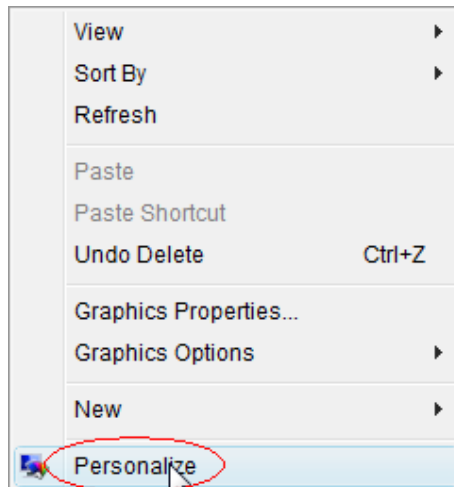 View
Sort By
Refresh
Paste
Paste Shortcut
Undo Delete Ctrl+Z
Graphics Properties...
Graphics Options
New
Personalize